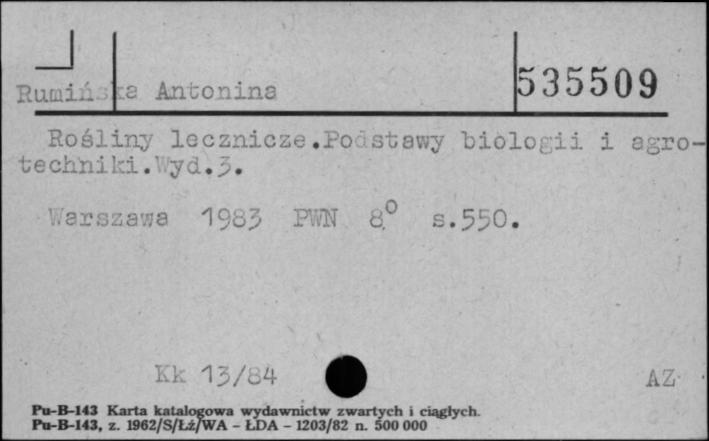 Rumińska Antonina 535509
Rośliny lecznicze.Podstawy biologii i agro-
techniki.Wyd.3.
Warszawa 1983 PWN 8° s.550.
Kk 13/84 AZ
Pu-B-143 Karta katalogowa wydawnictw zwartych i ciągłych.
Pu-B-143, z. 1962/S/Łź/WA - ŁDA - 1203/82 n. 500 000